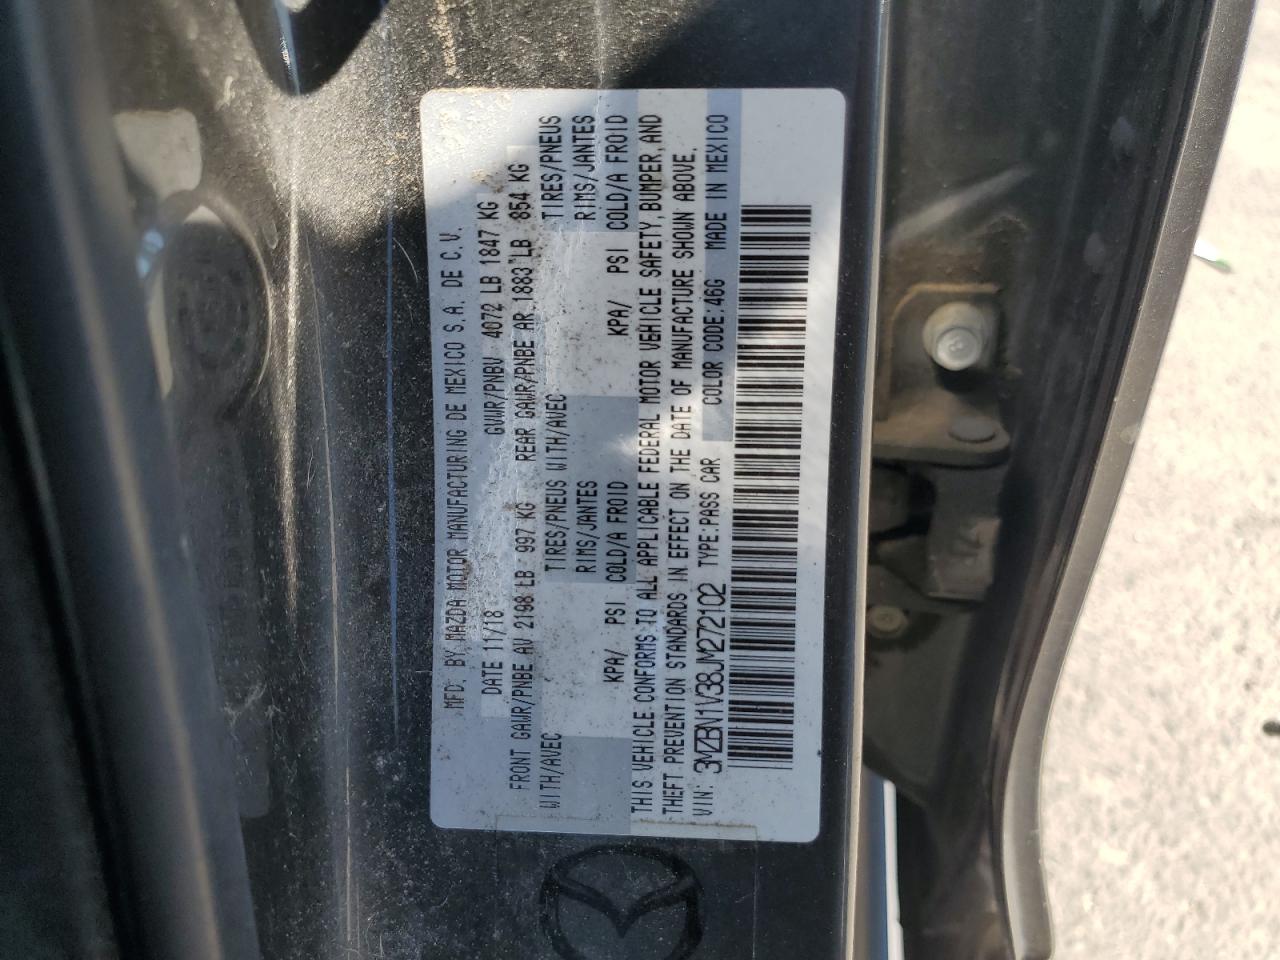 MFD. BY MAZDA MOTOR MANUFACTURING DE MEXICO S.A. DE C.V.
DATE 11/18 GVWR/PNBV 4072 LB 1847 KG
FRONT GAWR/PNBE AV 2198 LB 997 KG REAR GAWR/PNBE AR 1883 LB 854 KG
WITH/AVEC TIRES/PNEUS WITH/AVEC TIRES/PNEUS
RIMS/JANTES RIMS/JANTES
KPA/ PSI COLD/A FROID KPA/ PSI COLD/A FROID
THIS VEHICLE CONFORMS TO ALL APPLICABLE FEDERAL MOTOR VEHICLE SAFETY, BUMPER, AND
THEFT PREVENTION STANDARDS IN EFFECT ON THE DATE OF MANUFACTURE SHOWN ABOVE.
VIN: 3MZBN1V38JM272102 TYPE:PASS CAR COLOR CODE:46G MADE IN MEXICO